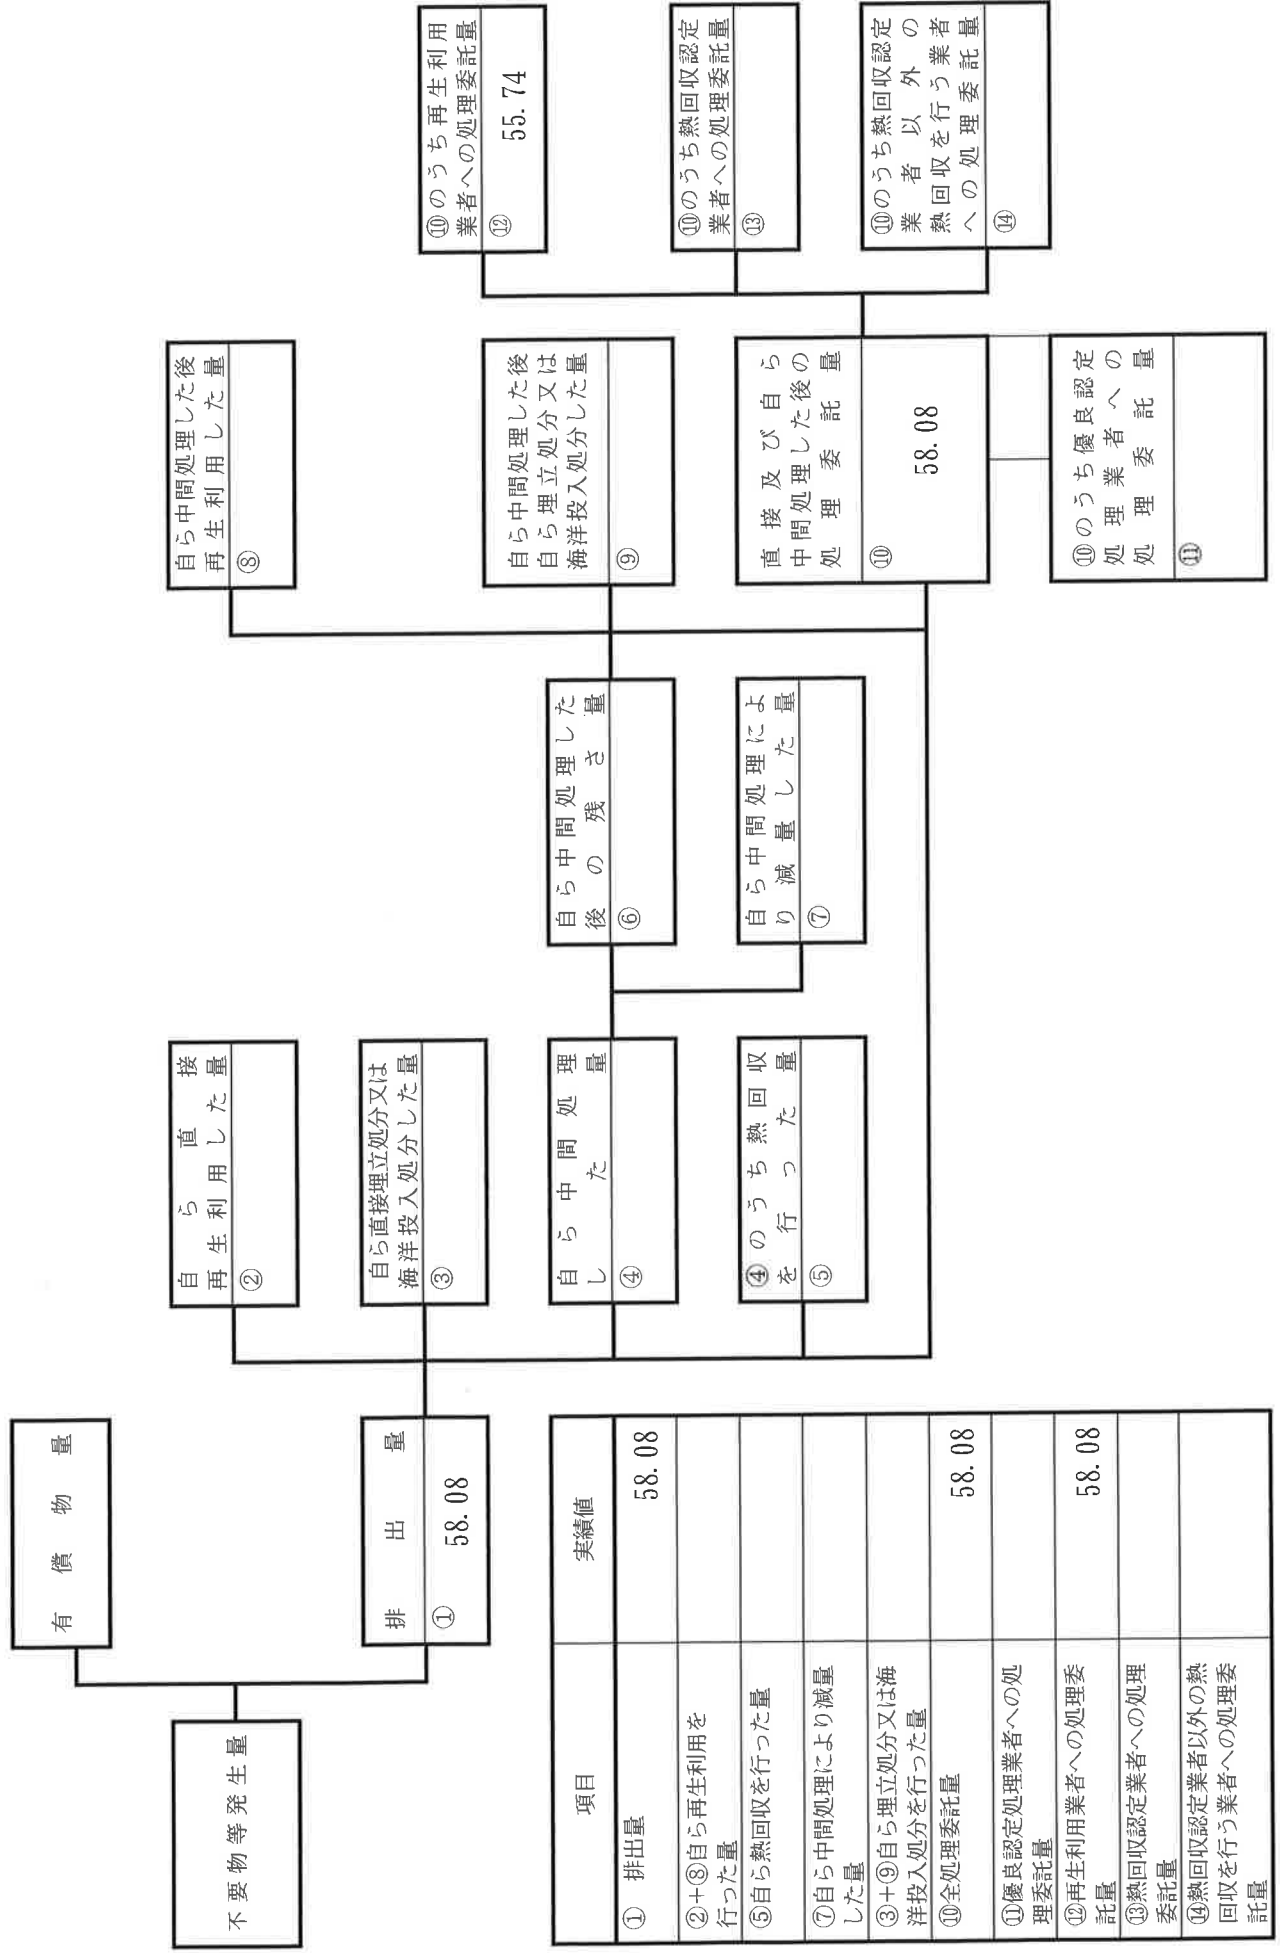 有償物量
不要物等発生量
排出量
①
58.08
自ら直接
再生利用した量
②
自ら直接埋立処分又は
海洋投入処分した量
③
自ら中間処理
した量
④
④のうち熱回収
を行った量
⑤
自ら中間処理した
後の残さ量
⑥
自ら中間処理によ
り減量した量
⑦
自ら中間処理した後
再生利用した量
⑧
自ら中間処理した後
自ら埋立処分又は
海洋投入処分した量
⑨
直接及び自ら
中間処理した後の
処理委託量
⑩
58.08
⑩のうち優良認定
処理業者への
処理委託量
⑪
⑩のうち再生利用
業者への処理委託量
⑫
55.74
⑩のうち熱回収認定
業者への処理委託量
⑬
⑩のうち熱回収認定
業者以外の
熱回収を行う業者
への処理委託量
⑭
項目 実績値
① 排出量 58.08
②+⑧自ら再生利用を
行った量
⑤自ら熱回収を行った量
⑦自ら中間処理により減量
した量
③+⑨自ら埋立処分又は海
洋投入処分を行った量
⑩全処理委託量 58.08
⑪優良認定処理業者への処
理委託量
⑫再生利用業者への処理委
託量 58.08
⑬熱回収認定業者への処理
委託量
⑭熱回収認定業者以外の熱
回収を行う業者への処理委
託量